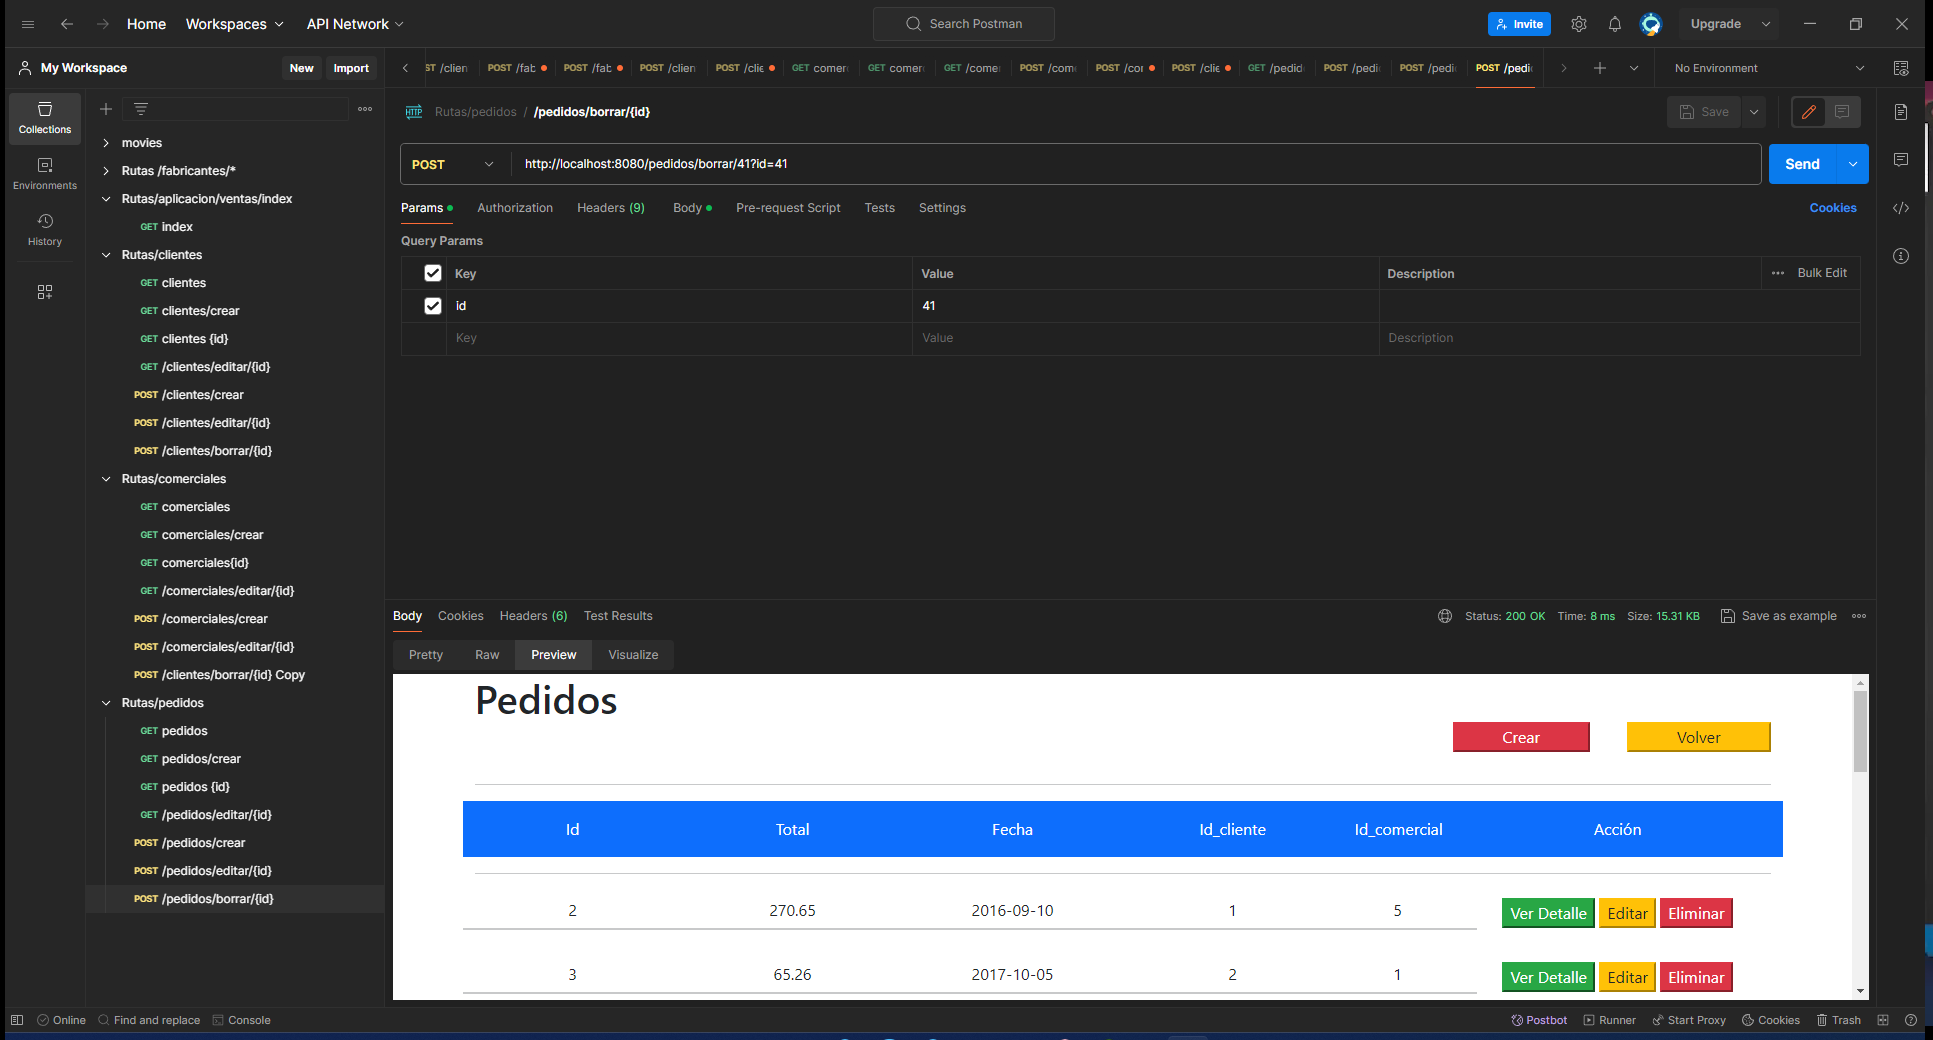 Home Workspaces API Network Search Postman Invite Upgrade
My Workspace New Import
ST /clien POST /fab POST /fab POST /clien POST /clie GET comer GET comer GET /come POST /com POST /cor POST /clie GET /pedid POST /pedi POST /pedi POST /pedi No Environment
Collections
Environments
History
movies
Rutas /fabricantes/*
Rutas/aplicacion/ventas/index
GET index
Rutas/clientes
GET clientes
GET clientes/crear
GET clientes {id}
GET /clientes/editar/{id}
POST /clientes/crear
POST /clientes/editar/{id}
POST /clientes/borrar/{id}
Rutas/comerciales
GET comerciales
GET comerciales/crear
GET comerciales{id}
GET /comerciales/editar/{id}
POST /comerciales/crear
POST /comerciales/editar/{id}
POST /clientes/borrar/{id} Copy
Rutas/pedidos
GET pedidos
GET pedidos/crear
GET pedidos {id}
GET /pedidos/editar/{id}
POST /pedidos/crear
POST /pedidos/editar/{id}
POST /pedidos/borrar/{id}
HTTP Rutas/pedidos / /pedidos/borrar/{id} Save
POST http://localhost:8080/pedidos/borrar/41?id=41 Send
Params Authorization Headers (9) Body Pre-request Script Tests Settings Cookies
Query Params
Key Value Description Bulk Edit
id 41
Key Value Description
Body Cookies Headers (6) Test Results Status: 200 OK Time: 8 ms Size: 15.31 KB Save as example
Pretty Raw Preview Visualize
Pedidos
Crear Volver
Id Total Fecha Id_cliente Id_comercial Acción
2 270.65 2016-09-10 1 5 Ver Detalle Editar Eliminar
3 65.26 2017-10-05 2 1 Ver Detalle Editar Eliminar
Online Find and replace Console Postbot Runner Start Proxy Cookies Trash